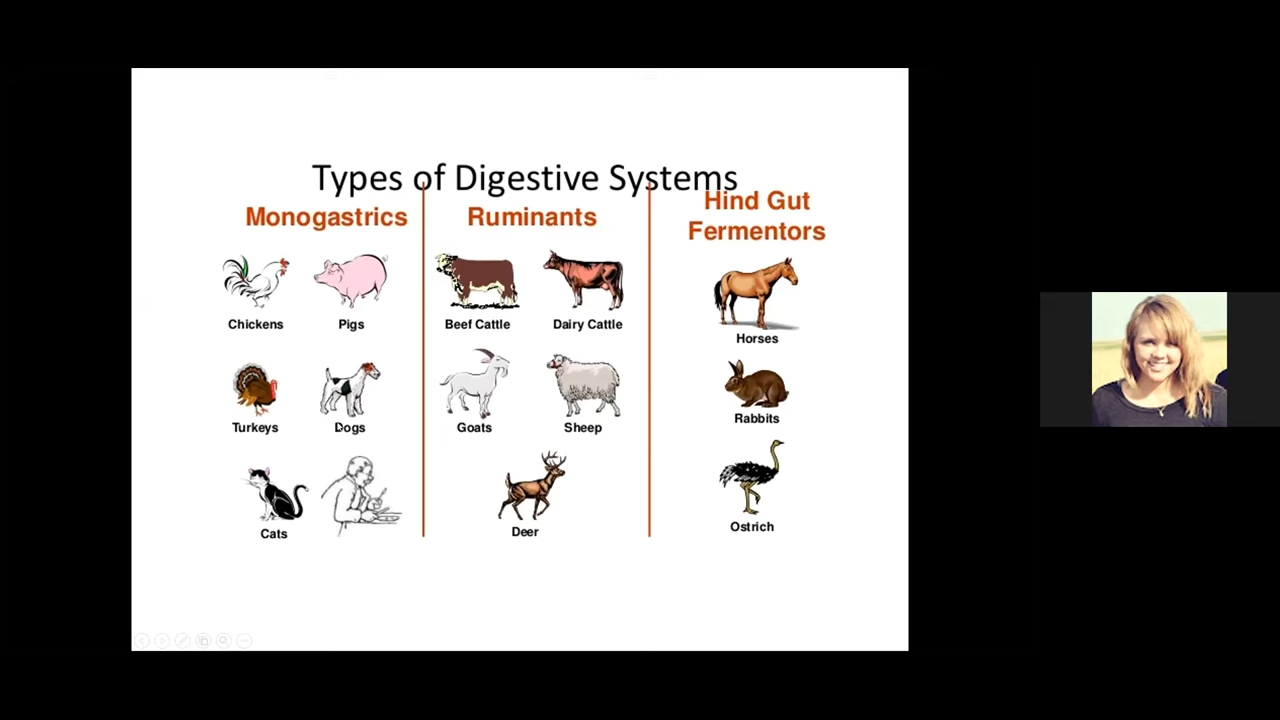 Types of Digestive Systems
Monogastrics
Chickens
Pigs
Turkeys
Dogs
Cats
Ruminants
Beef Cattle
Dairy Cattle
Goats
Sheep
Deer
Hind Gut
Fermentors
Horses
Rabbits
Ostrich